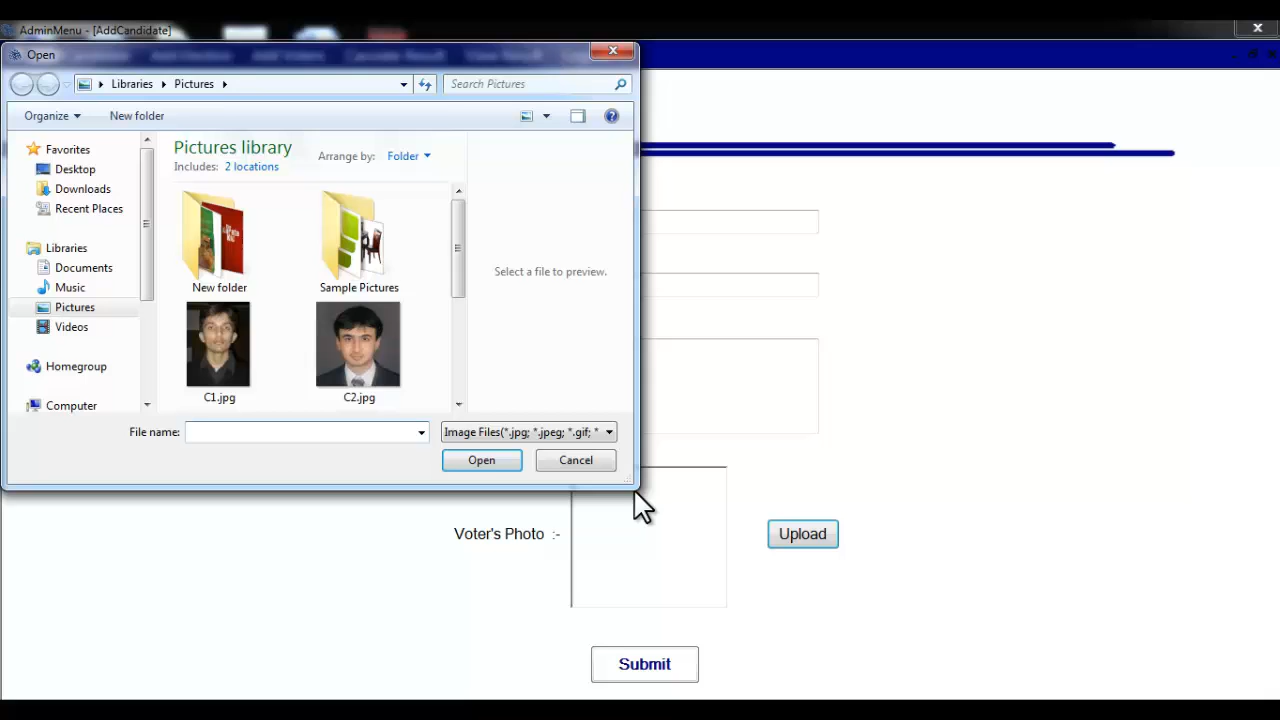 AdminMenu - [AddCandidate]
Open
Libraries Pictures
Search Pictures
Organize New folder
Favorites
Desktop
Downloads
Recent Places
Libraries
Documents
Music
Pictures
Videos
Homegroup
Computer
Pictures library
Includes: 2 locations
Arrange by: Folder
New folder
Sample Pictures
C1.jpg
C2.jpg
Select a file to preview.
File name:
Image Files(*.jpg; *.jpeg; *.gif; *
Open
Cancel
Voter's Photo :-
Upload
Submit